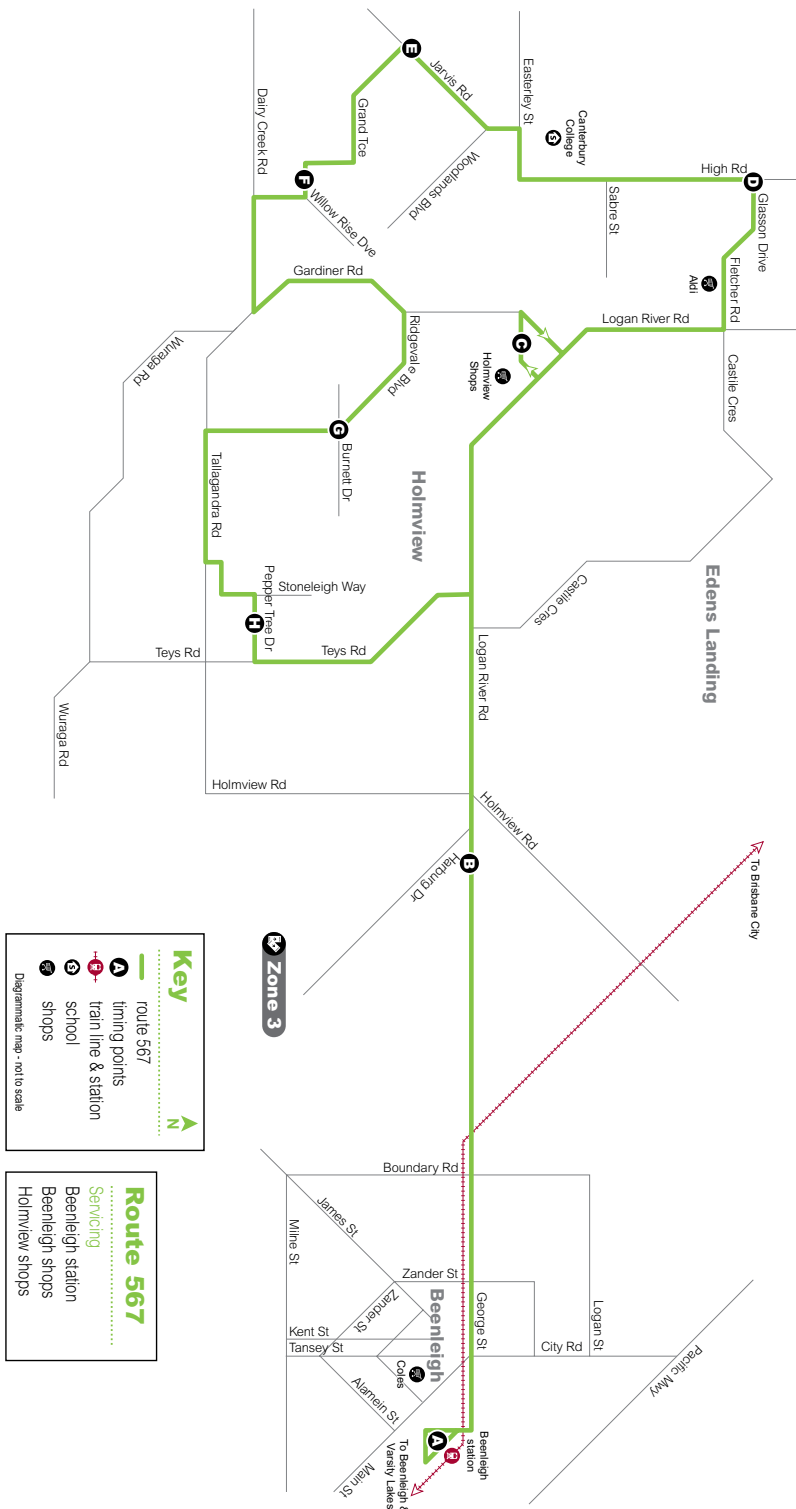 Easterley St
Canterbury
College
High Rd
D
Glasson Drive
Fletcher Rd
Aldi
Sabre St
E
Jarvis Rd
Woodlands Blvd
Grand Tce
F
Willow Rise Dve
Dairy Creek Rd
Gardiner Rd
Ridgevale Blvd
Logan River Rd
C
Holmview
Shops
Castile Cres
Castile Cres
Edens Landing
Wuraga Rd
G
Burnett Dr
Holmview
Tallagandra Rd
Stoneleigh Way
Pepper Tree Dr
H
Teys Rd
Teys Rd
Wuraga Rd
Logan River Rd
Holmview Rd
Holmview Rd
B
Harburg Dr
To Brisbane City
Zone 3
Boundary Rd
James St
Milne St
Zander St
Zander St
Beenleigh
Kent St
Tansey St
Coles
Alamein St
Main St
George St
City Rd
Logan St
Pacific Mwy
Beenleigh
station
A
To Beenleigh &
Varsity Lakes
Key
N
route 567
A timing points
train line & station
school
shops
Diagrammatic map - not to scale
Route 567
Servicing
Beenleigh station
Beenleigh shops
Holmview shops